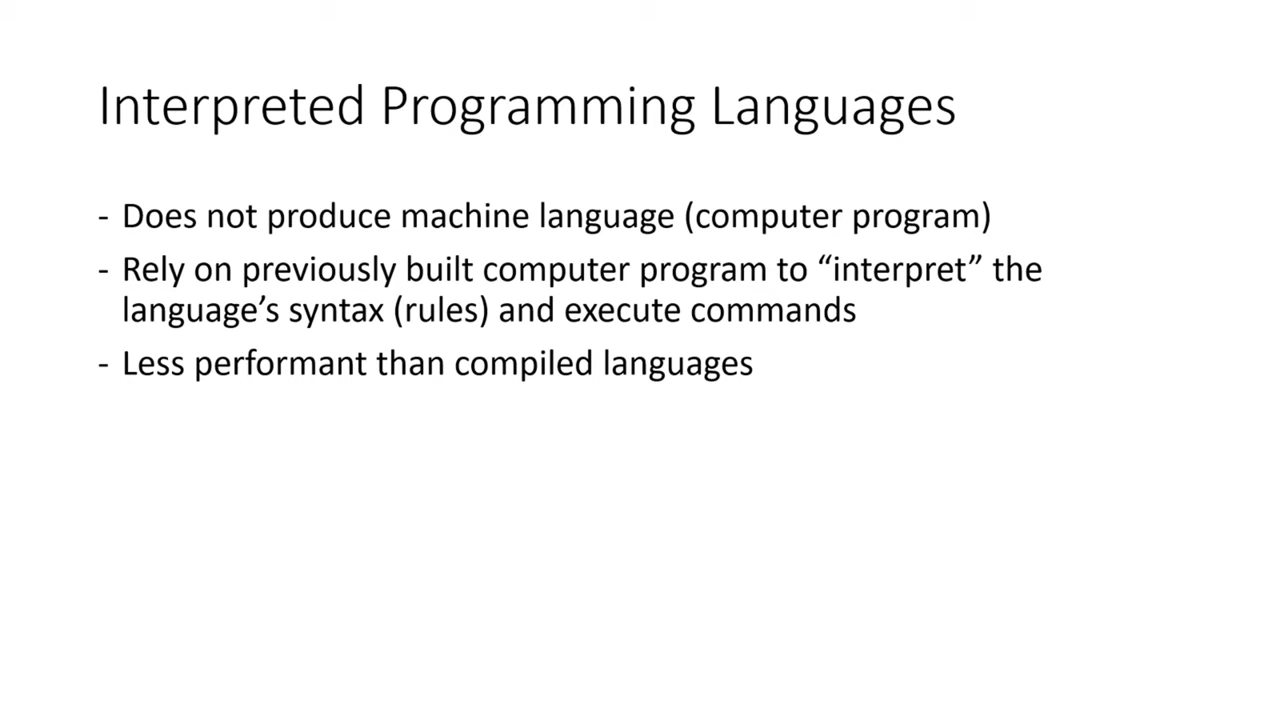 Interpreted Programming Languages
- Does not produce machine language (computer program)
- Rely on previously built computer program to “interpret” the
language’s syntax (rules) and execute commands
- Less performant than compiled languages